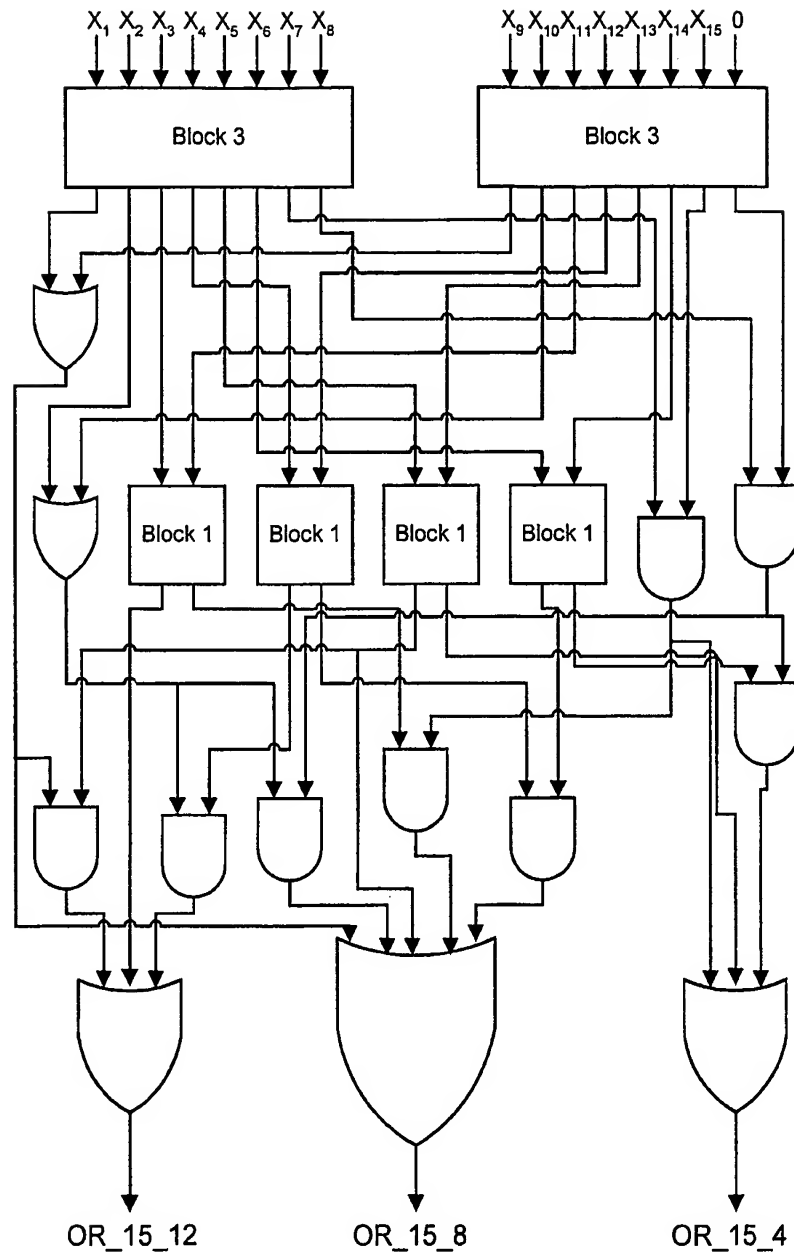 X1 X2 X3 X4 X5 X6 X7 X8 X9 X10 X11 X12 X13 X14 X15 0
Block 3 Block 3
Block 1 Block 1 Block 1 Block 1
OR_15_12 OR_15_8 OR_15_4